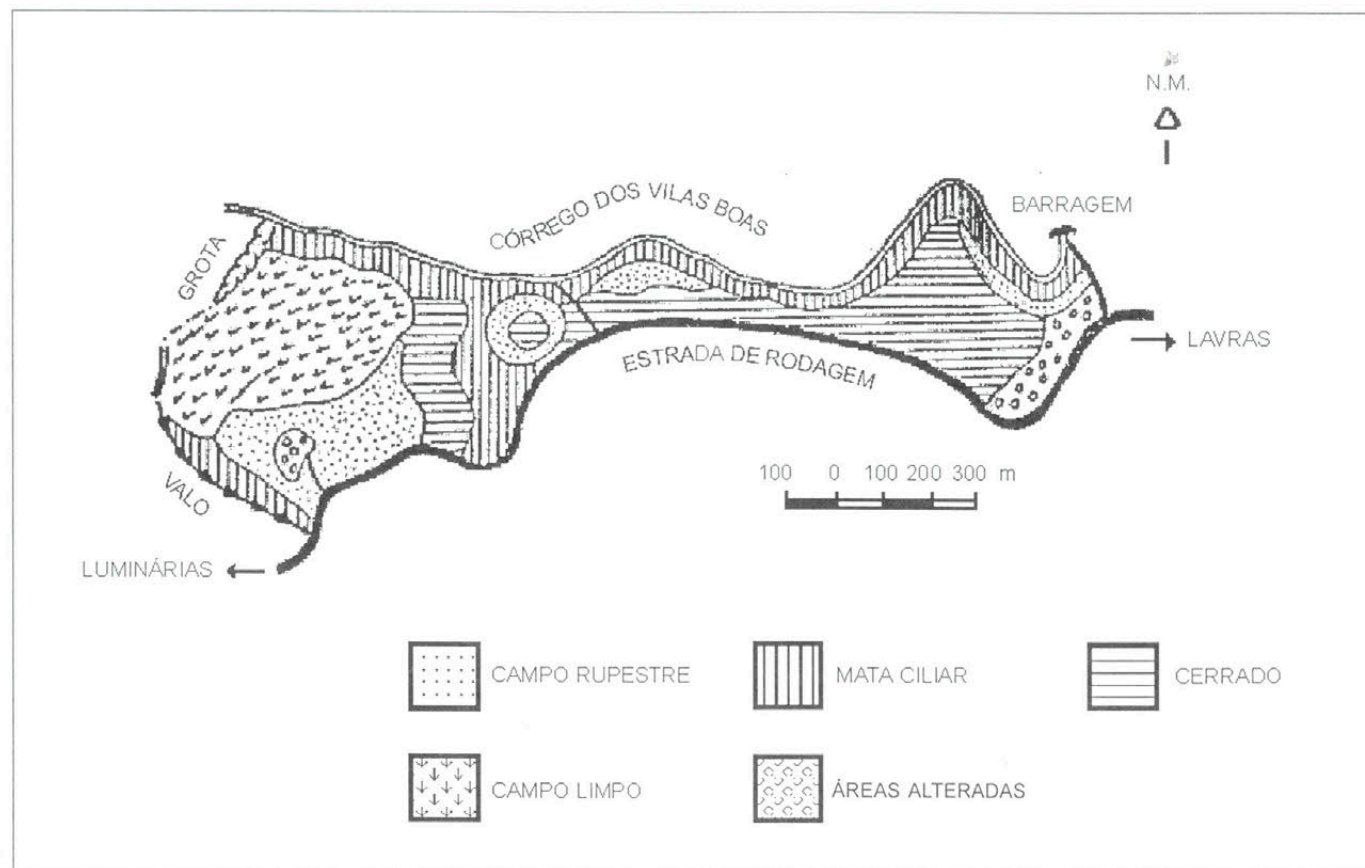 N.M.
BARRAGEM
CÓRREGO DOS VILAS BOAS
GROTA
LAVRAS
ESTRADA DE RODAGEM
100 0 100 200 300 m
VALO
LUMINÁRIAS
CAMPO RUPESTRE
MATA CILIAR
CERRADO
CAMPO LIMPO
ÁREAS ALTERADAS